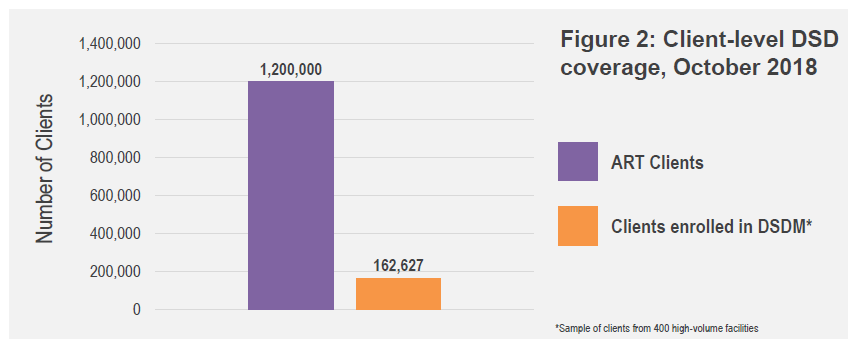 Figure 2: Client-level DSD
coverage, October 2018
Number of Clients
1,400,000
1,200,000
1,000,000
800,000
600,000
400,000
200,000
0
1,200,000
162,627
ART Clients
Clients enrolled in DSDM*
*Sample of clients from 400 high-volume facilities